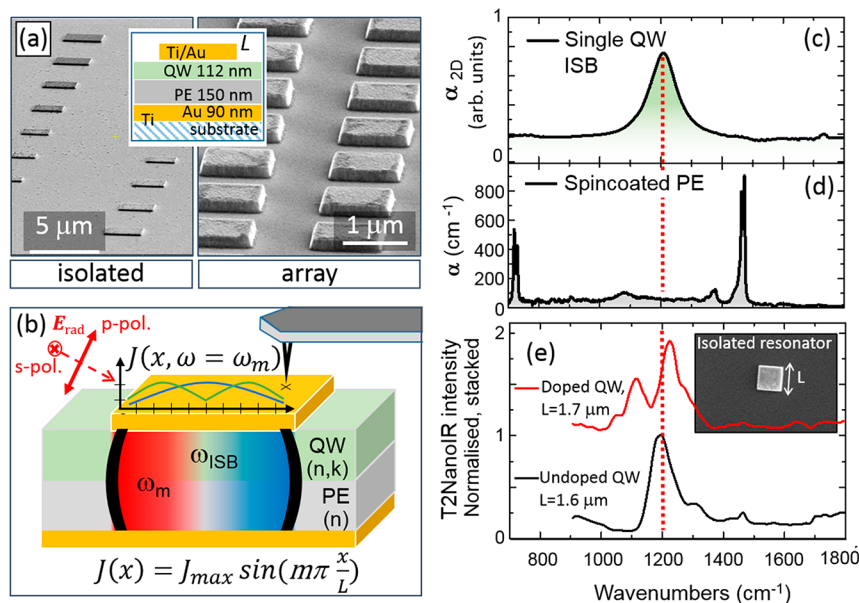 (a)
L
Ti/Au
QW 112 nm
PE 150 nm
Ti Au 90 nm
substrate
5 μm
1 μm
isolated
array
(b)
E_rad
p-pol.
s-pol.
J(x, ω = ω_m)
ω_m
ω_ISB
QW
(n,k)
PE
(n)
J(x) = J_max sin(mπ x/L)
(c)
Single QW
ISB
α_2D
(arb. units)
1
0
(d)
Spincoated PE
α (cm⁻¹)
800
600
400
200
0
(e)
Isolated resonator
L
Doped QW,
L=1.7 μm
Undoped QW
L=1.6 μm
T2NanoIR intensity
Normalised, stacked
2
1
0
800 1000 1200 1400 1600 1800
Wavenumbers (cm⁻¹)